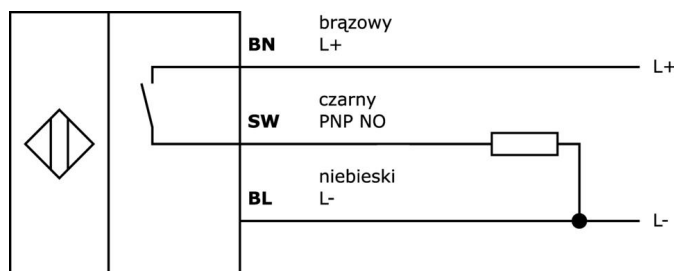 brązowy
BN L+
L+
czarny
SW PNP NO
niebieski
BL L-
L-